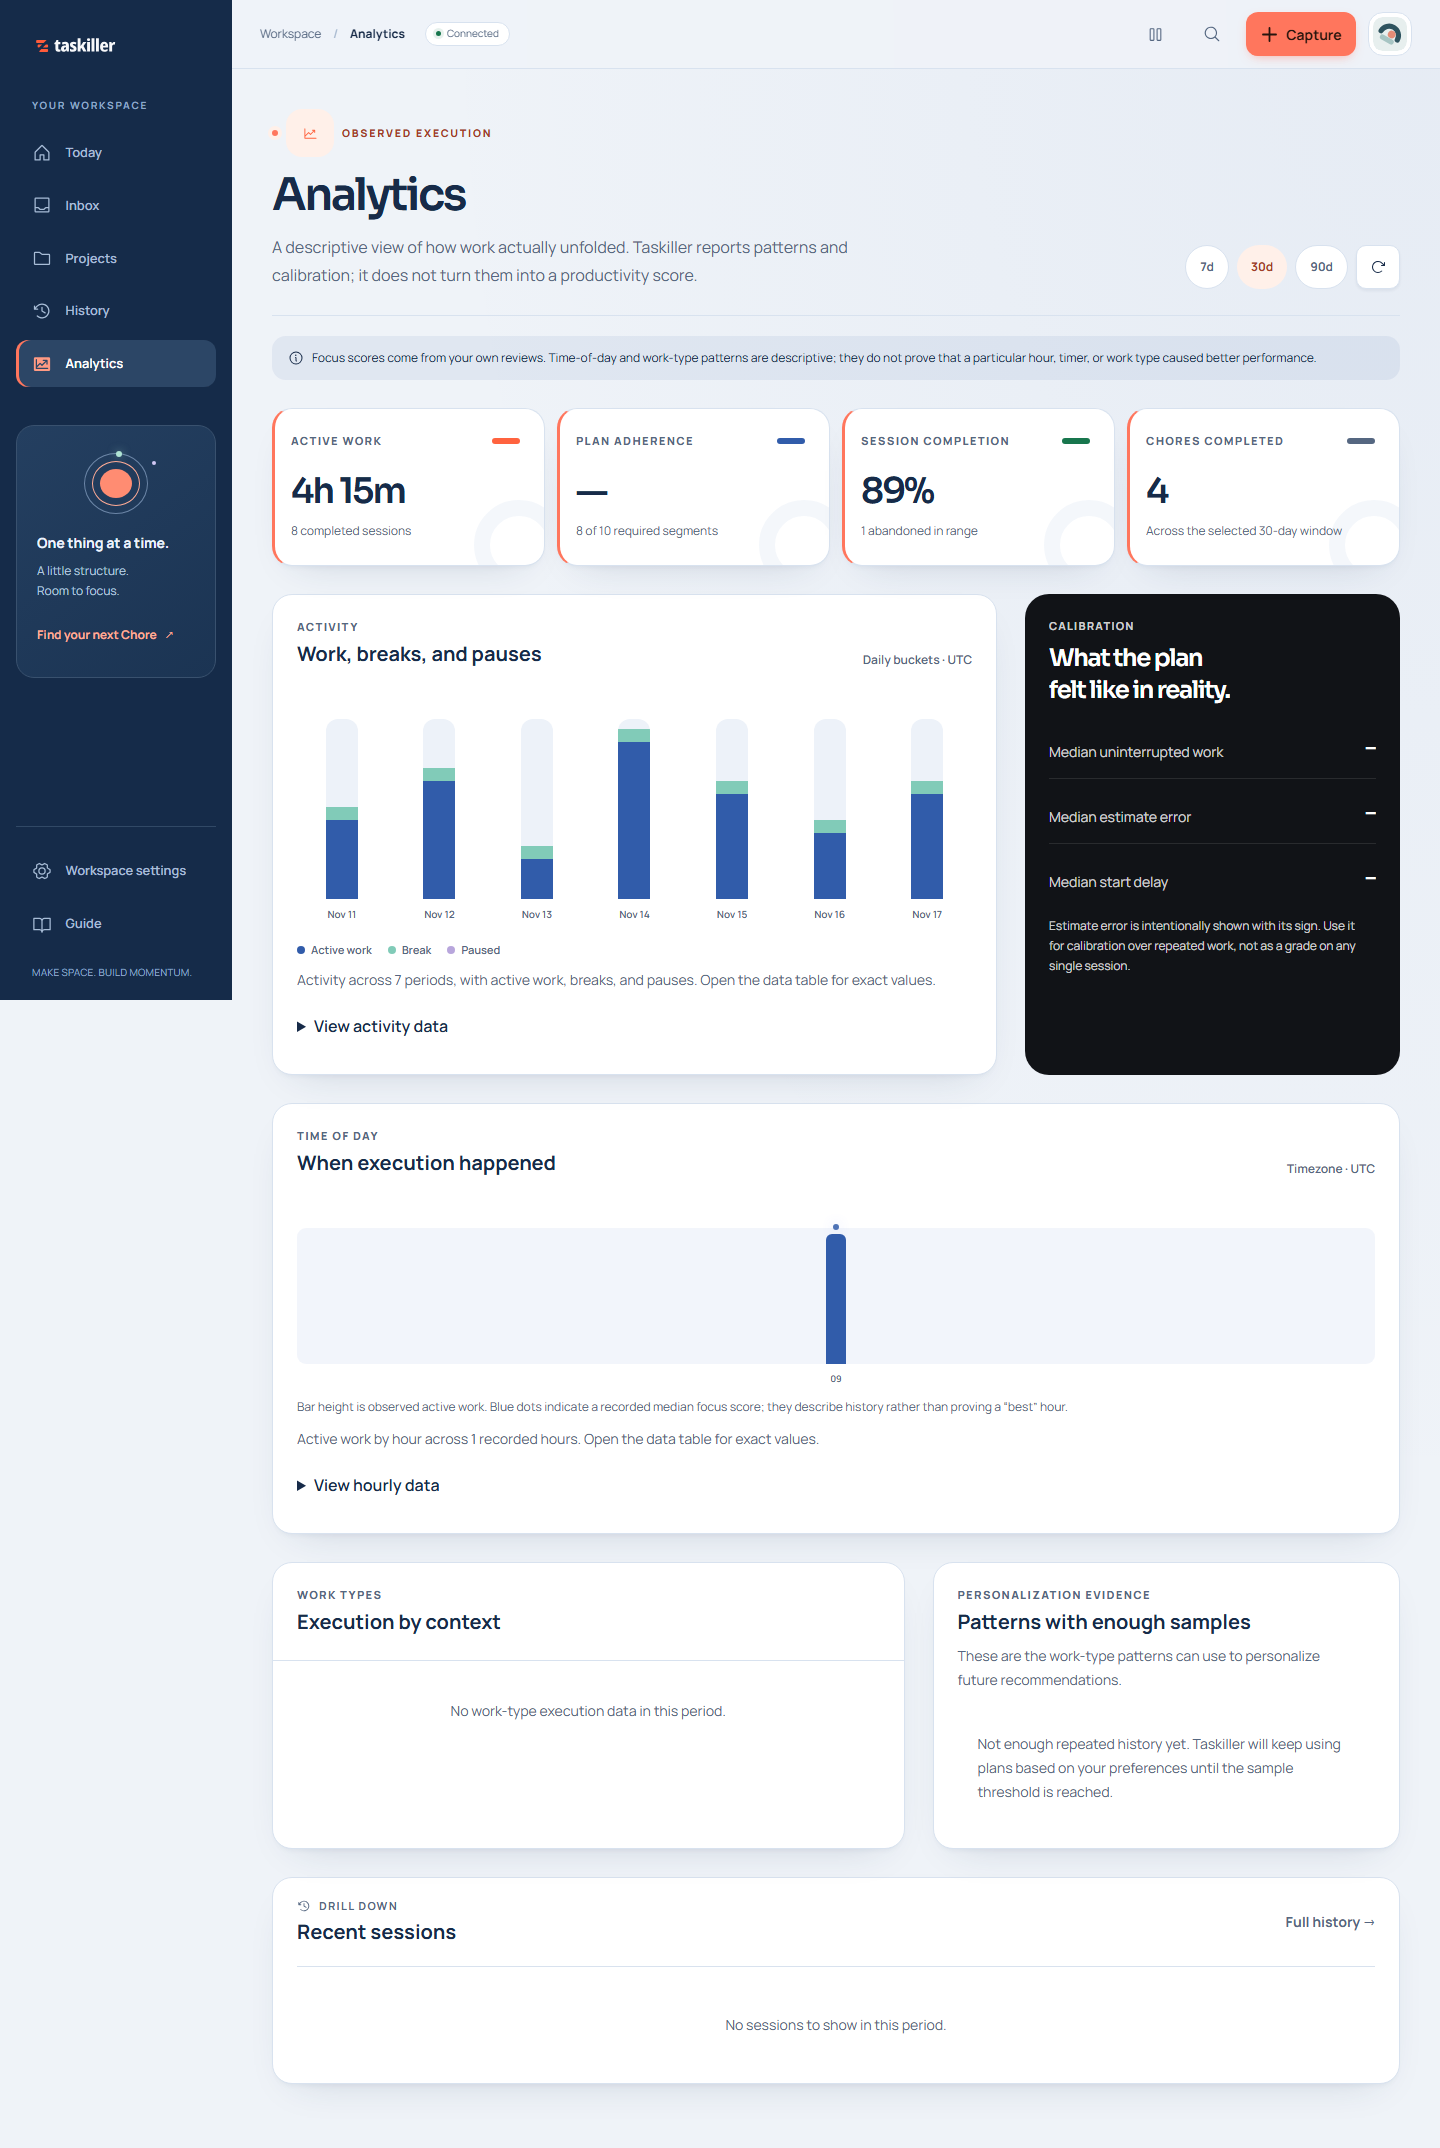 taskiller
YOUR WORKSPACE
Today
Inbox
Projects
History
Analytics
One thing at a time.
A little structure.
Room to focus.
Find your next Chore ↗
Workspace settings
Guide
MAKE SPACE. BUILD MOMENTUM.
Workspace / Analytics
Connected
Capture
OBSERVED EXECUTION
Analytics
A descriptive view of how work actually unfolded. Taskiller reports patterns and
calibration; it does not turn them into a productivity score.
7d 30d 90d
Focus scores come from your own reviews. Time-of-day and work-type patterns are descriptive; they do not prove that a particular hour, timer, or work type caused better performance.
ACTIVE WORK
4h 15m
8 completed sessions
PLAN ADHERENCE
—
8 of 10 required segments
SESSION COMPLETION
89%
1 abandoned in range
CHORES COMPLETED
4
Across the selected 30-day window
ACTIVITY
Work, breaks, and pauses
Daily buckets · UTC
Nov 11 Nov 12 Nov 13 Nov 14 Nov 15 Nov 16 Nov 17
Active work Break Paused
Activity across 7 periods, with active work, breaks, and pauses. Open the data table for exact values.
▶ View activity data
CALIBRATION
What the plan
felt like in reality.
Median uninterrupted work –
Median estimate error –
Median start delay –
Estimate error is intentionally shown with its sign. Use it
for calibration over repeated work, not as a grade on any
single session.
TIME OF DAY
When execution happened
Timezone · UTC
09
Bar height is observed active work. Blue dots indicate a recorded median focus score; they describe history rather than proving a "best" hour.
Active work by hour across 1 recorded hours. Open the data table for exact values.
▶ View hourly data
WORK TYPES
Execution by context
No work-type execution data in this period.
PERSONALIZATION EVIDENCE
Patterns with enough samples
These are the work-type patterns can use to personalize
future recommendations.
Not enough repeated history yet. Taskiller will keep using
plans based on your preferences until the sample
threshold is reached.
DRILL DOWN
Recent sessions
Full history →
No sessions to show in this period.